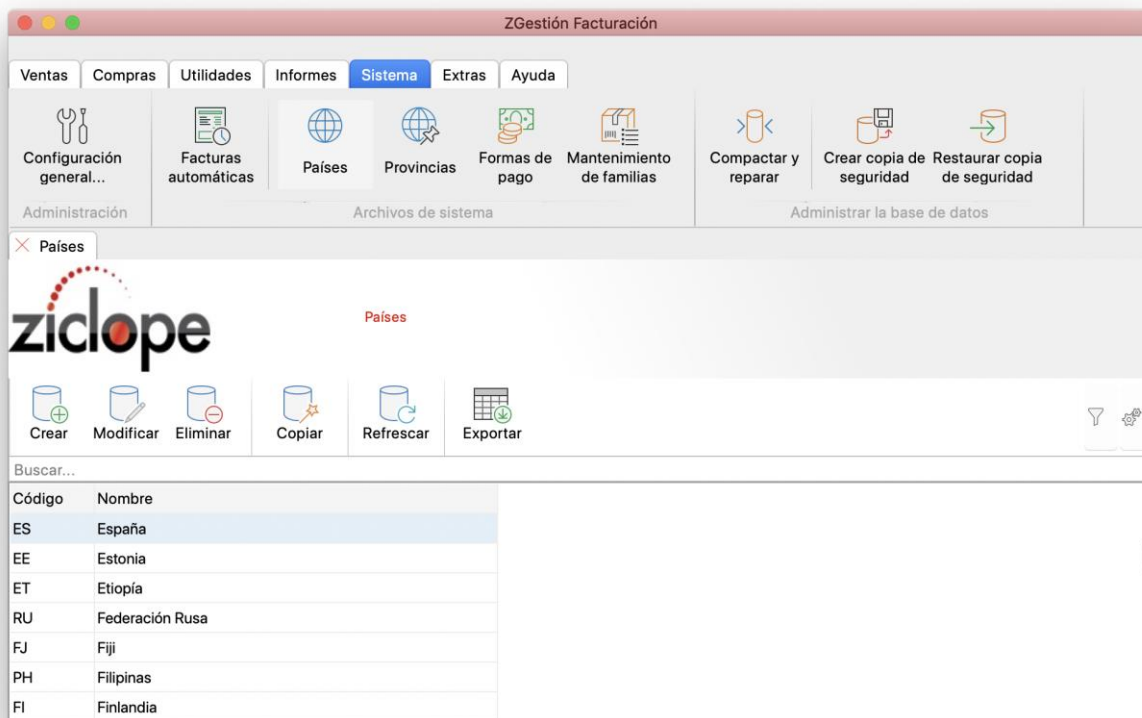 ZGestión Facturación
Ventas Compras Utilidades Informes Sistema Extras Ayuda
Configuración general...
Facturas automáticas
Países
Provincias
Formas de pago
Mantenimiento de familias
Compactar y reparar
Crear copia de seguridad
Restaurar copia de seguridad
Administración
Archivos de sistema
Administrar la base de datos
Países
ziclope
Países
Crear Modificar Eliminar Copiar Refrescar Exportar
Buscar...
Código Nombre
ES España
EE Estonia
ET Etiopía
RU Federación Rusa
FJ Fiji
PH Filipinas
FI Finlandia